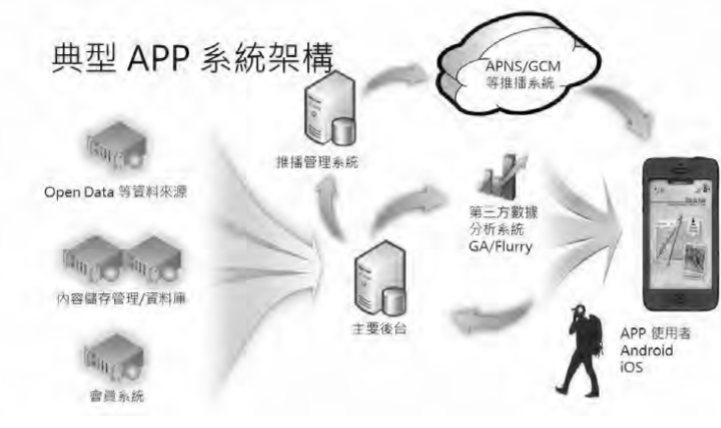 典型 APP 系統架構
APNS/GCM
等推播系統
推播管理系統
Open Data 等資料來源
第三方數據
分析系統
GA/Flurry
內容儲存管理/資料庫
主要後台
會員系統
APP 使用者
Android
iOS